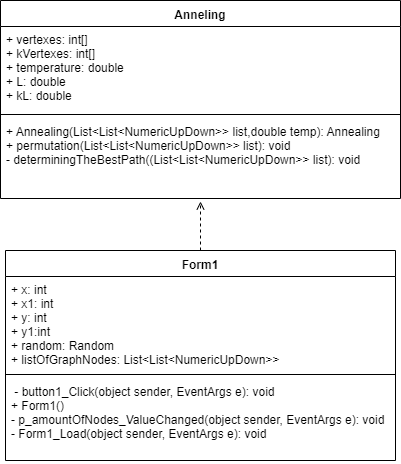 Anneling
+ vertexes: int[]
+ kVertexes: int[]
+ temperature: double
+ L: double
+ kL: double
+ Annealing(List<List<NumericUpDown>> list,double temp): Annealing
+ permutation(List<List<NumericUpDown>> list): void
- determiningTheBestPath((List<List<NumericUpDown>> list): void
Form1
+ x: int
+ x1: int
+ y: int
+ y1:int
+ random: Random
+ listOfGraphNodes: List<List<NumericUpDown>>
- button1_Click(object sender, EventArgs e): void
+ Form1()
- p_amountOfNodes_ValueChanged(object sender, EventArgs e): void
- Form1_Load(object sender, EventArgs e): void